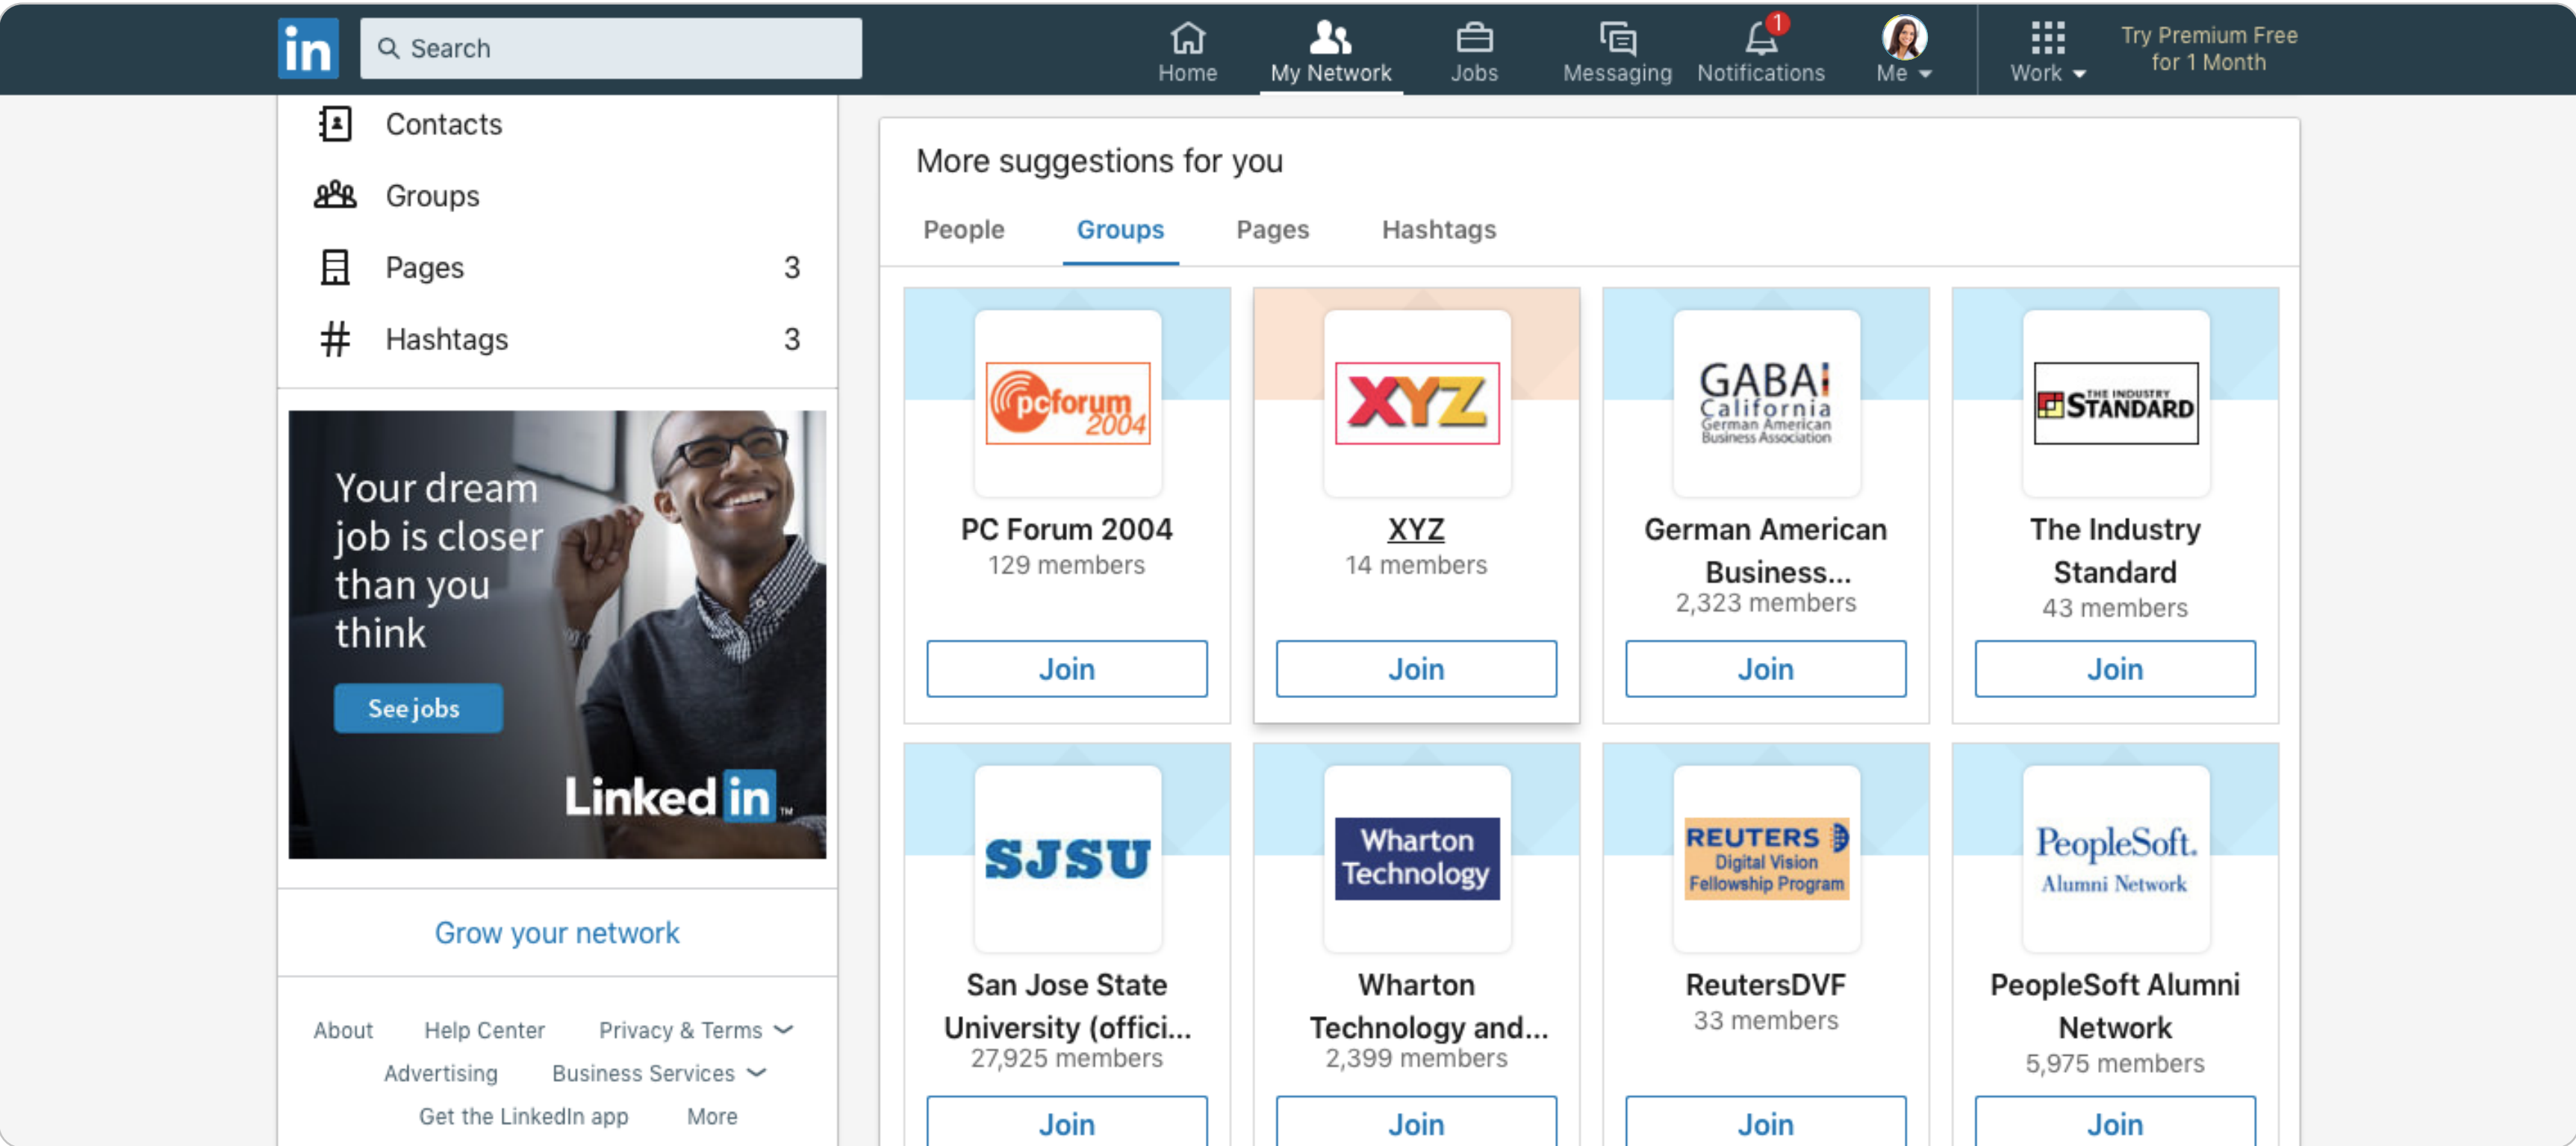 in
Search
Home
My Network
Jobs
Messaging
1
Notifications
Me
Work
Try Premium Free
for 1 Month
Contacts
Groups
Pages 3
# Hashtags 3
Your dream
job is closer
than you
think
See jobs
Linked in ™
Grow your network
About Help Center Privacy & Terms
Advertising Business Services
Get the LinkedIn app More
More suggestions for you
People Groups Pages Hashtags
pcforum
2004
PC Forum 2004
129 members
Join
XYZ
XYZ
14 members
Join
GABA
California
German American
Business Association
German American
Business...
2,323 members
Join
THE INDUSTRY
STANDARD
The Industry
Standard
43 members
Join
SJSU
San Jose State
University (offici...
27,925 members
Join
Wharton
Technology
Wharton
Technology and...
2,399 members
Join
REUTERS
Digital Vision
Fellowship Program
ReutersDVF
33 members
Join
PeopleSoft.
Alumni Network
PeopleSoft Alumni
Network
5,975 members
Join